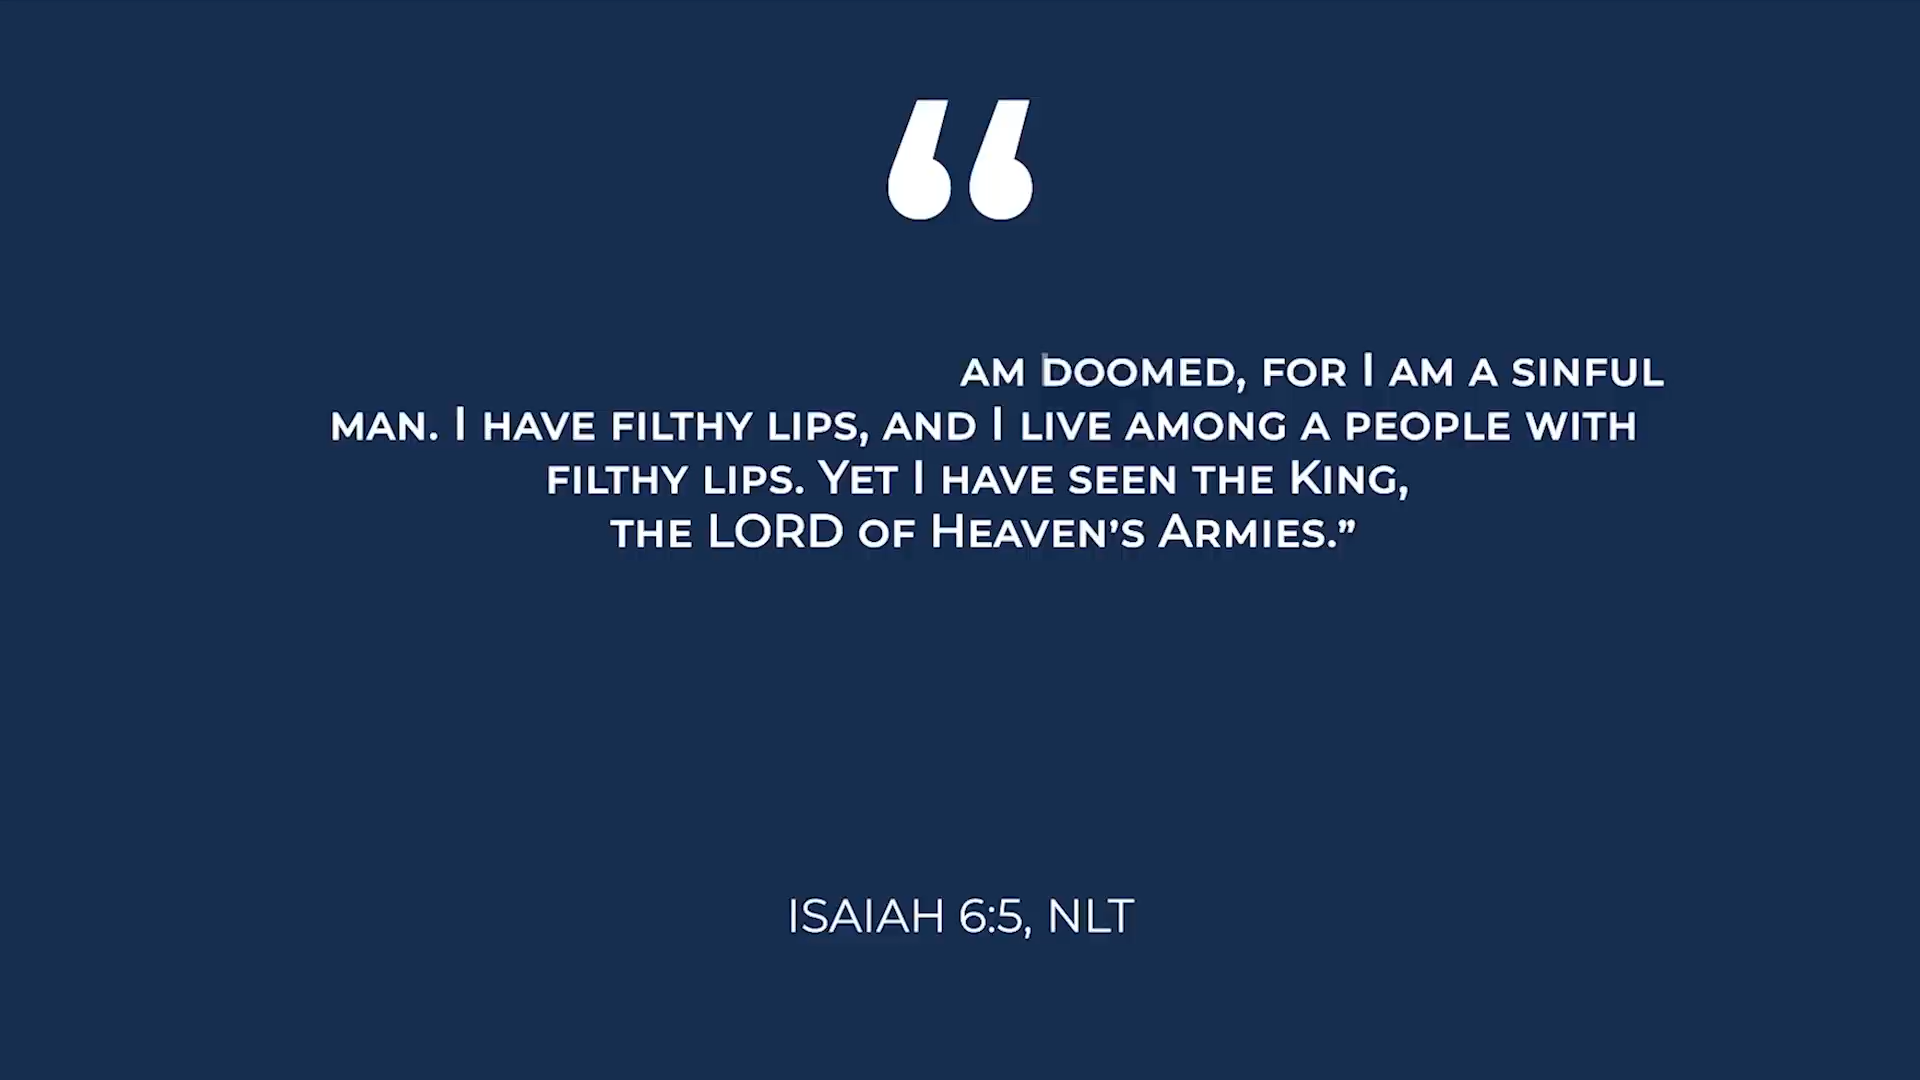 “
am doomed, for I am a sinful
man. I have filthy lips, and I live among a people with
filthy lips. Yet I have seen the King,
the LORD of Heaven’s Armies.”
ISAIAH 6:5, NLT